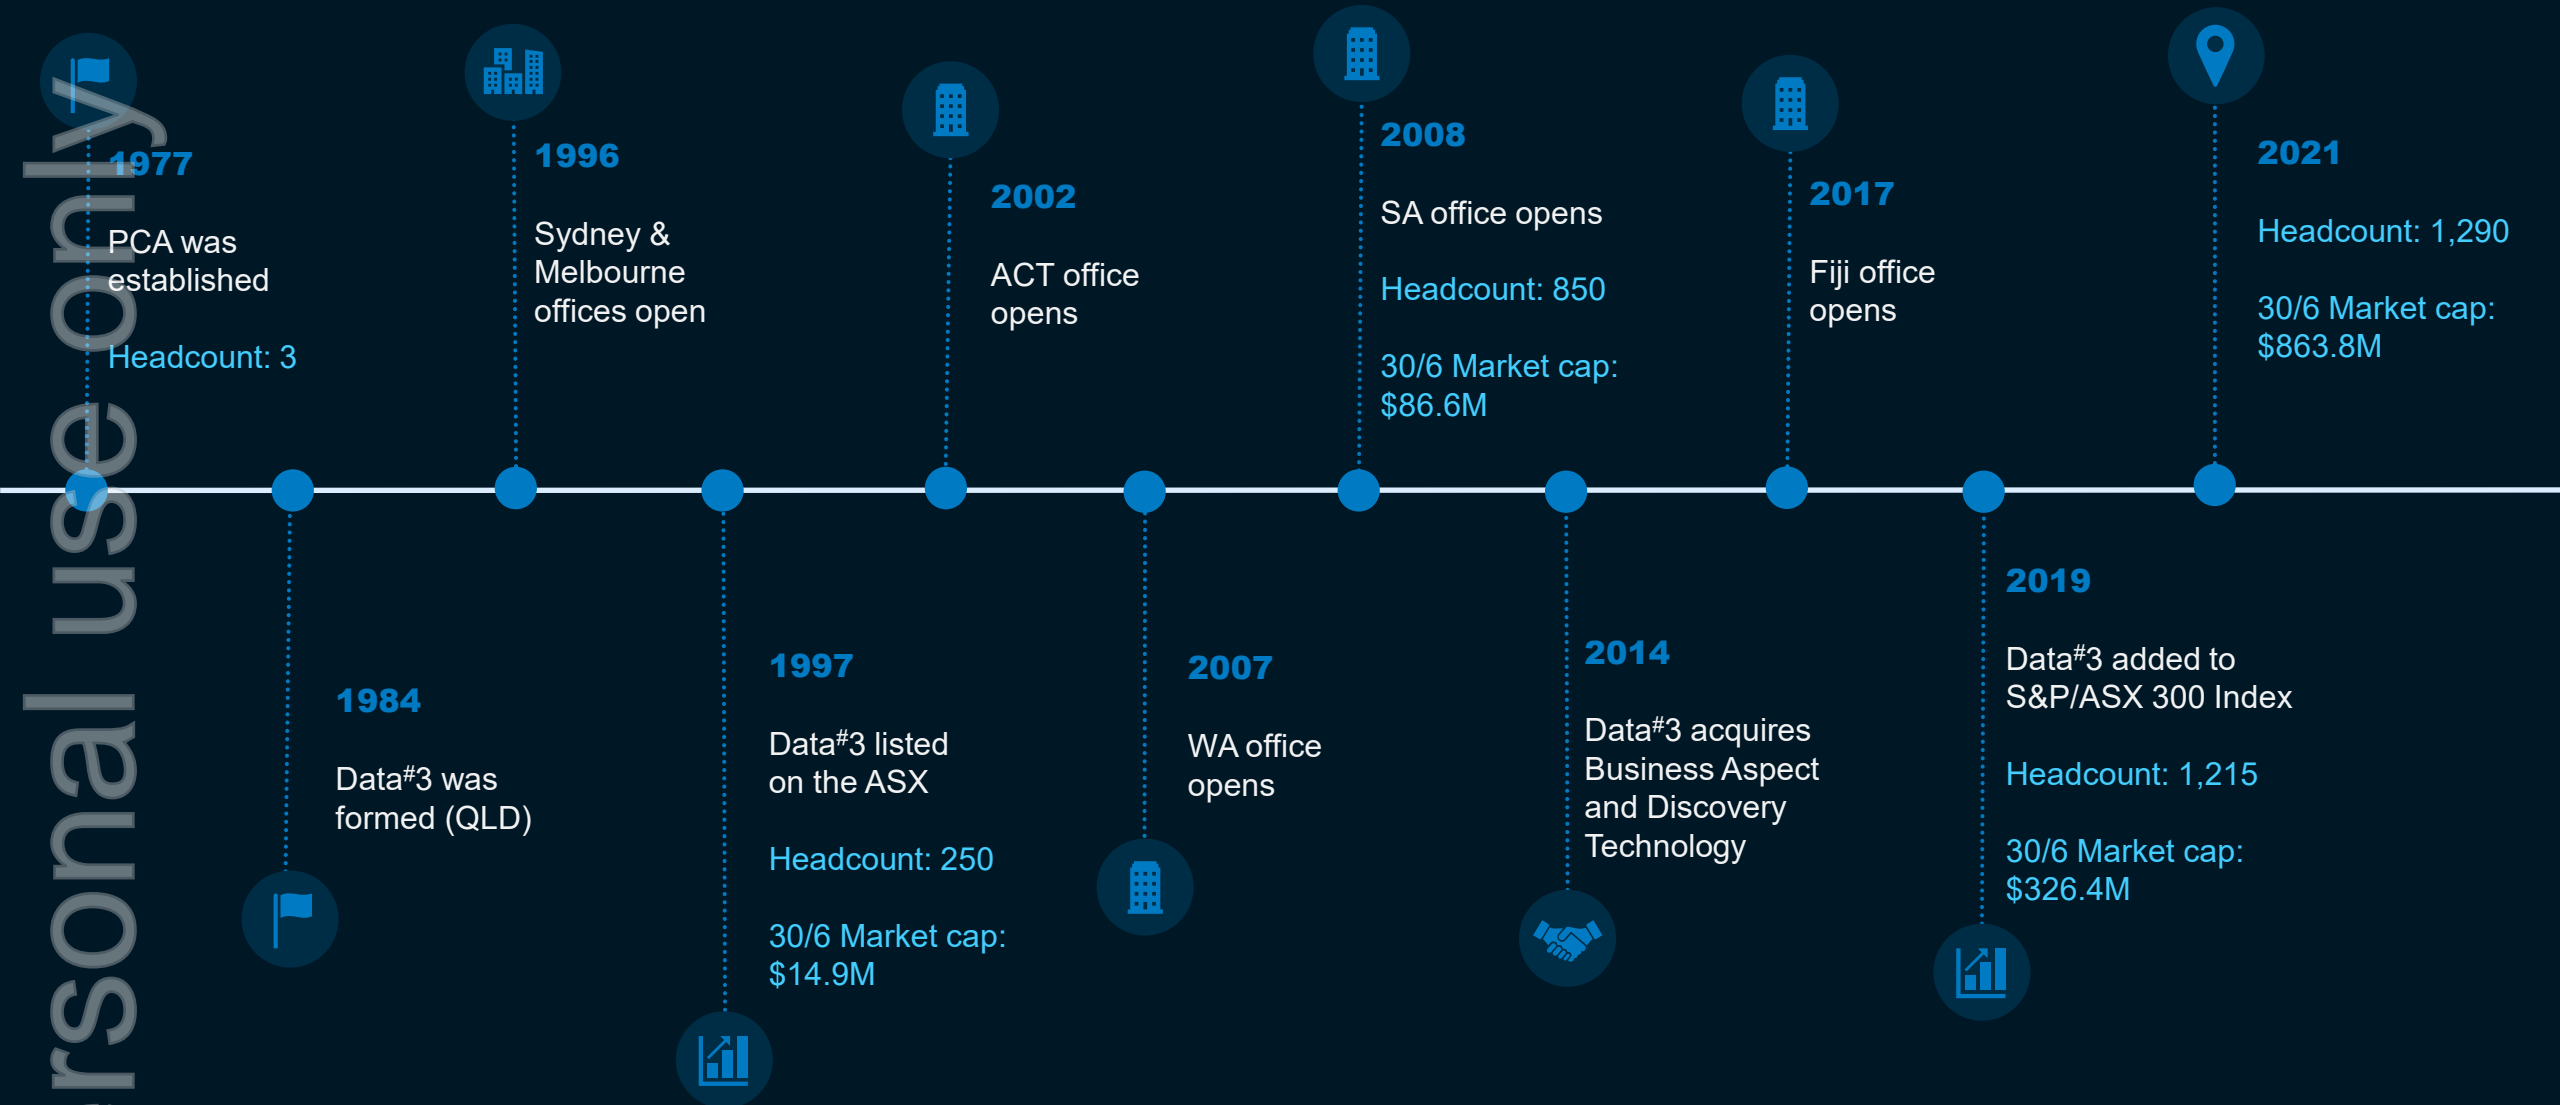 1977
PCA was
established
Headcount: 3
1984
Data#3 was
formed (QLD)
1996
Sydney &
Melbourne
offices open
1997
Data#3 listed
on the ASX
Headcount: 250
30/6 Market cap:
$14.9M
2002
ACT office
opens
2007
WA office
opens
2008
SA office opens
Headcount: 850
30/6 Market cap:
$86.6M
2014
Data#3 acquires
Business Aspect
and Discovery
Technology
2017
Fiji office
opens
2019
Data#3 added to
S&P/ASX 300 Index
Headcount: 1,215
30/6 Market cap:
$326.4M
2021
Headcount: 1,290
30/6 Market cap:
$863.8M
rsonal use only